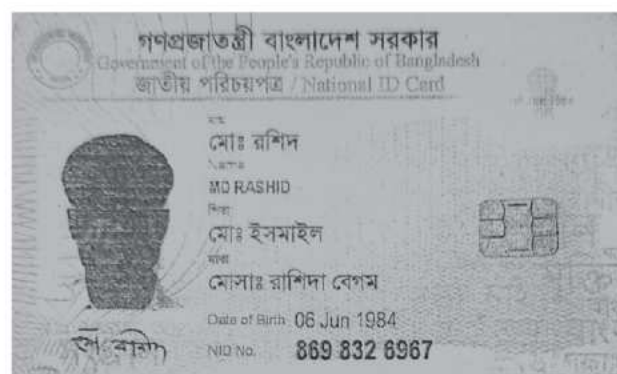 গণপ্রজাতন্ত্রী বাংলাদেশ সরকার
Government of the People's Republic of Bangladesh
জাতীয় পরিচয়পত্র / National ID Card
নাম
মোঃ রশিদ
Name
MD RASHID
পিতা
মোঃ ইসমাইল
মাতা
মোসাঃ রাশিদা বেগম
Date of Birth 06 Jun 1984
NID No. 869 832 6967